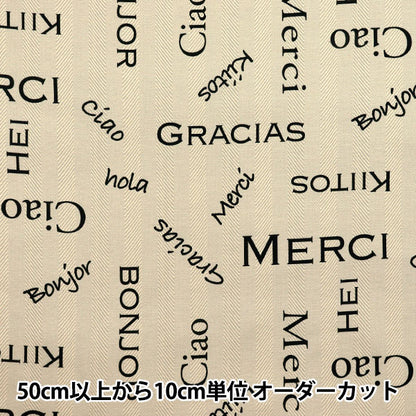 KIITOS
BONJOR
Ciao
Merci
Kiitos
Ciao
Bonjor
MERCI
Ciao
HEI
GRACIAS
hola
Merci
KIITOS
Ciao
Gracias
MERCI
Bonjor
BONJOR
HEI
Ciao
Merci
KIITOS
50cm以上から10cm単位 オーダーカット